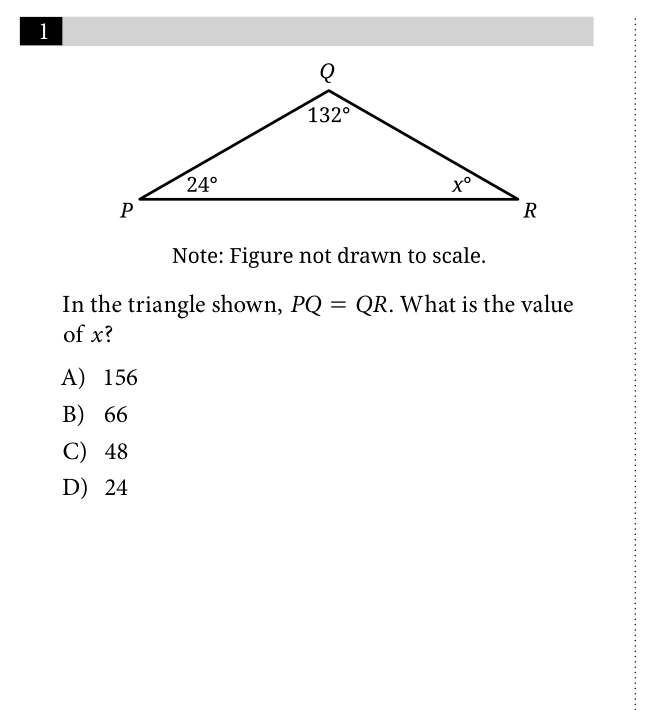 1
Q
132°
24°
x°
P
R
Note: Figure not drawn to scale.
In the triangle shown, PQ = QR. What is the value
of x?
A) 156
B) 66
C) 48
D) 24